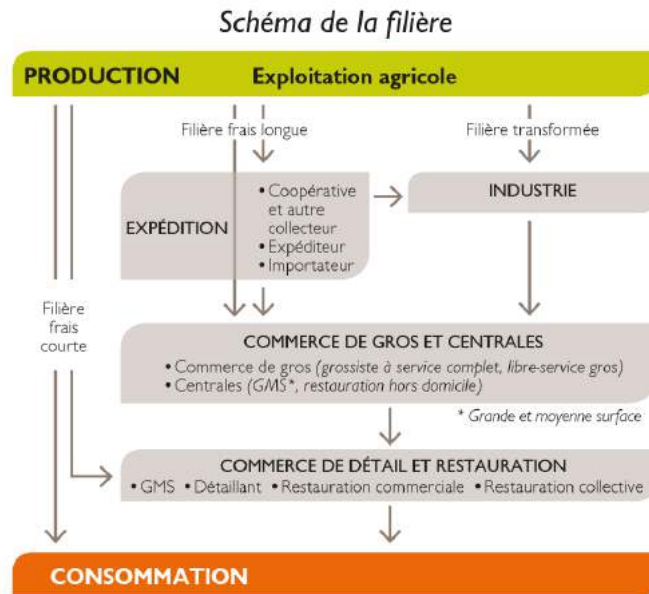 Schéma de la filière
PRODUCTION Exploitation agricole
Filière frais longue
Filière transformée
EXPÉDITION
• Coopérative
et autre
collecteur
• Expéditeur
• Importateur
INDUSTRIE
Filière
frais
courte
COMMERCE DE GROS ET CENTRALES
• Commerce de gros (grossiste à service complet, libre-service gros)
• Centrales (GMS*, restauration hors domicile)
* Grande et moyenne surface
COMMERCE DE DÉTAIL ET RESTAURATION
• GMS • Détaillant • Restauration commerciale • Restauration collective
CONSOMMATION